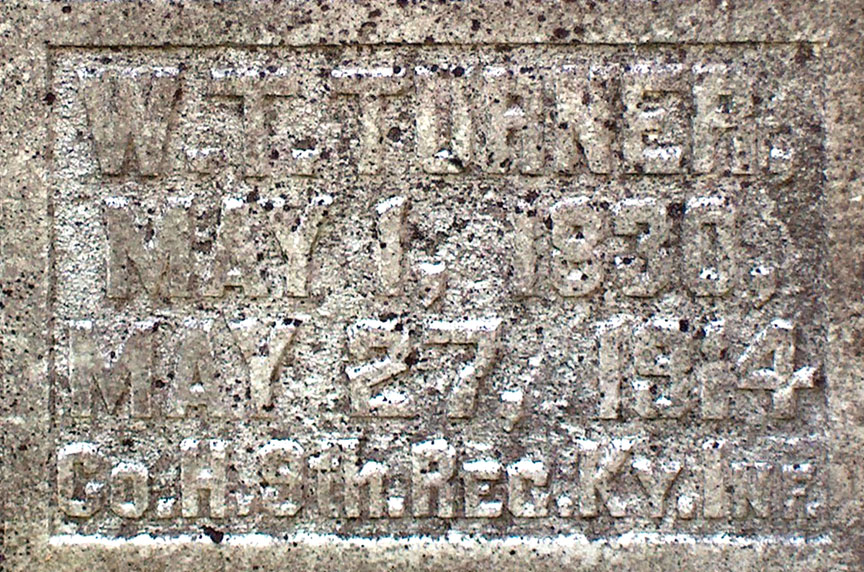 W. T. TURNER.
MAY 1, 1830,
MAY 27, 1914
Co. H. 9th. REG. KY. INF.